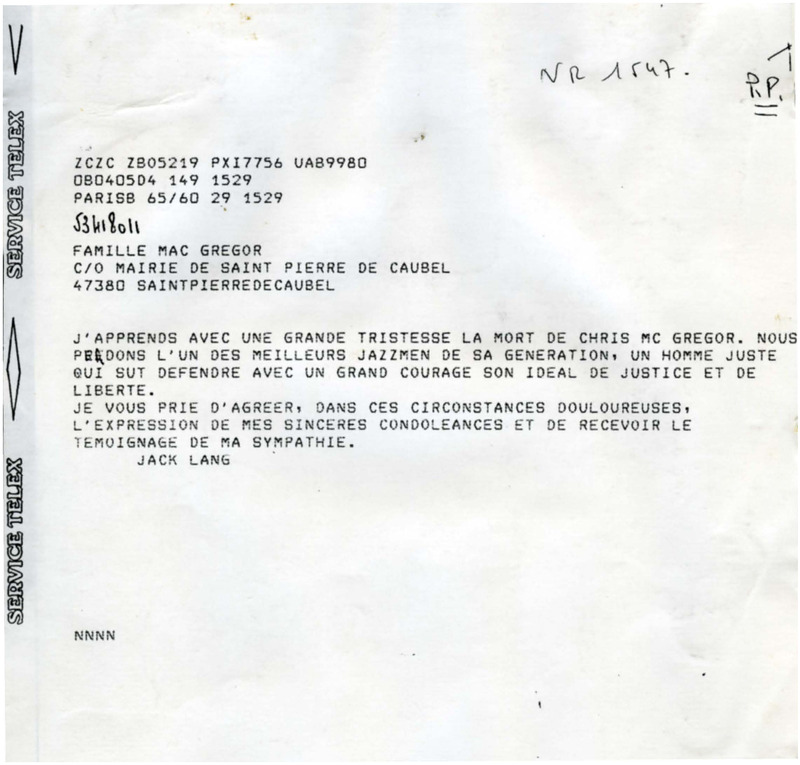 NR 1547.
P.P.
SERVICE TELEX
SERVICE TELEX
ZCZC ZB05219 PXI7756 UAB9980
OB0405D4 149 1529
PARISB 65/60 29 1529
53418011
FAMILLE MAC GREGOR
C/O MAIRIE DE SAINT PIERRE DE CAUBEL
47380 SAINTPIERREDECAUBEL
J'APPRENDS AVEC UNE GRANDE TRISTESSE LA MORT DE CHRIS MC GREGOR. NOUS
PERDONS L'UN DES MEILLEURS JAZZMEN DE SA GENERATION, UN HOMME JUSTE
QUI SUT DEFENDRE AVEC UN GRAND COURAGE SON IDEAL DE JUSTICE ET DE
LIBERTE.
JE VOUS PRIE D'AGREER, DANS CES CIRCONSTANCES DOULOUREUSES,
L'EXPRESSION DE MES SINCERES CONDOLEANCES ET DE RECEVOIR LE
TEMOIGNAGE DE MA SYMPATHIE.
JACK LANG
NNNN